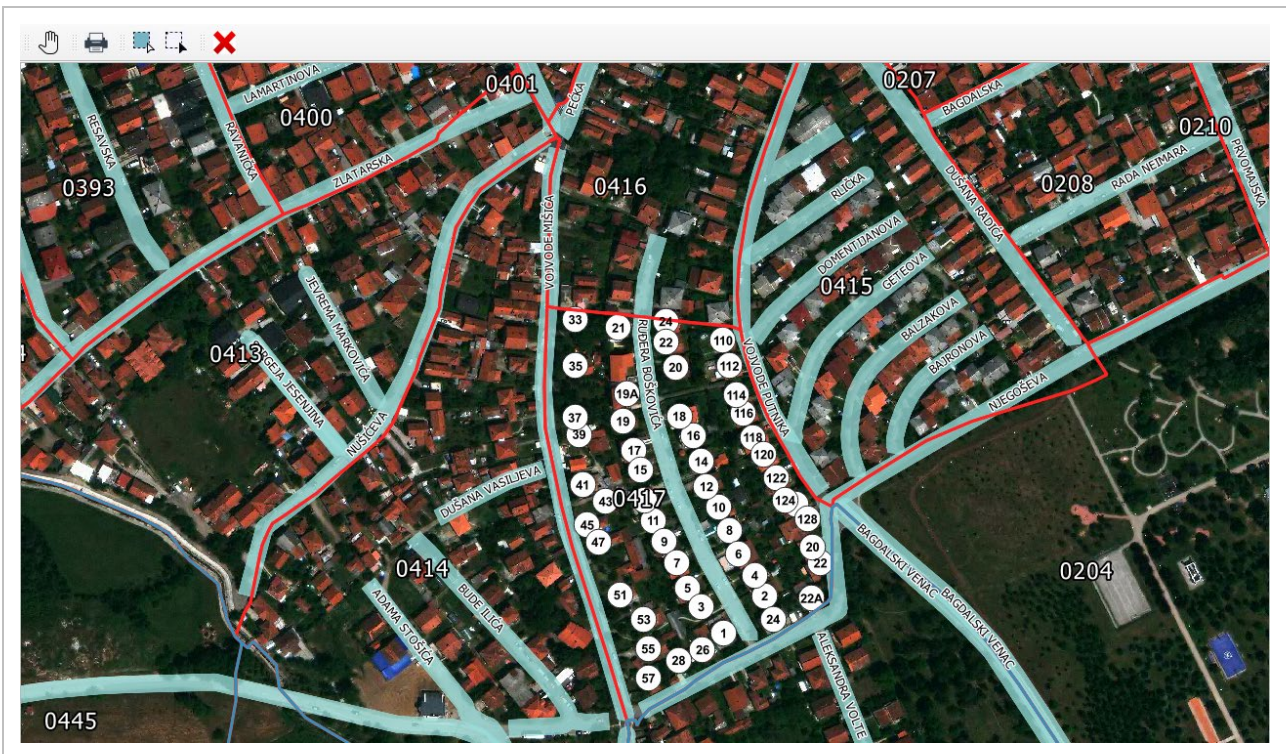 0401
0207
LAMARTINOVA
PEĆKA
BAGDALSKA
0400
RESAVSKA
RAVANIČKA
0210
PRVOMAJSKA
ZLATARSKA
0393
0416
RLIČKA
DUŠANA RADIĆA
0208
RADA NEIMARA
VOJVODE MIŠIĆA
DOMENTIJANOVA
GETEOVA
0415
JEVREMA MARKOVIĆA
BALZAKOVA
33
21
24
RUĐERA BOŠKOVIĆA
22
110
VOJVODE PUTNIKA
BAJRONOVA
0413
GEJA JESENJINA
35
20
112
NJEGOŠEVA
19A
114
NUŠIĆEVA
37
39
19
18
116
16
118
17
120
15
14
DUŠANA VASILJEVA
41
122
12
43
0417
124
10
128
45
11
8
47
9
6
20
22
BAGDALSKI VENAC
BAGDALSKI VENAC
0414
7
4
0204
BUDE ILIĆA
ADAMA STOŠIĆA
51
5
2
22A
3
53
24
1
55
26
28
57
ALEKSANDRA VOLTE
0445